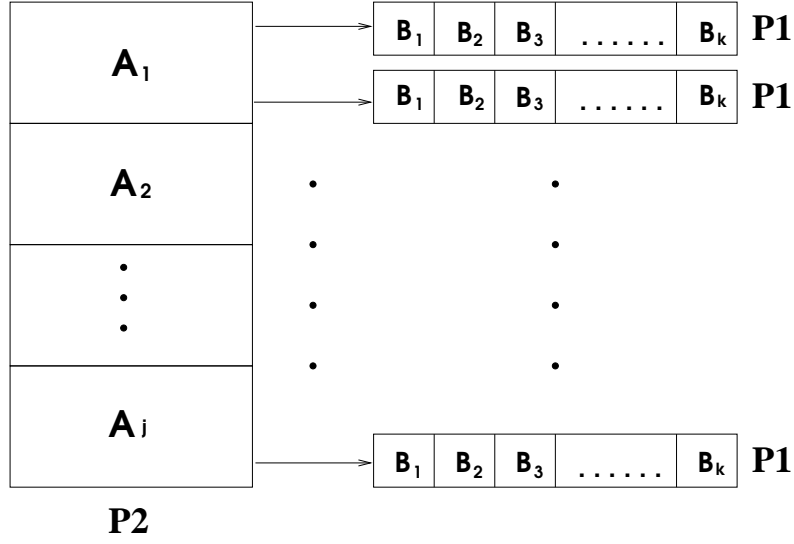 B₁ B₂ B₃ ...... Bₖ P1
A₁
B₁ B₂ B₃ ...... Bₖ P1
A₂
Aⱼ
B₁ B₂ B₃ ...... Bₖ P1
P2